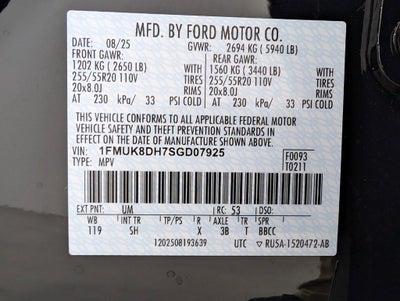 MFD. BY FORD MOTOR CO.
DATE: 08/25 GVWR: 2694 KG ( 5940 LB)
FRONT GAWR: REAR GAWR:
1202 KG ( 2650 LB) WITH 1560 KG ( 3440 LB) WITH
255/55R20 110V TIRES 255/55R20 110V TIRES
20x8.0J RIMS 20x8.0J RIMS
AT 230 kPa/ 33 PSI COLD AT 230 kPa/ 33 PSI COLD
THIS VEHICLE CONFORMS TO ALL APPLICABLE FEDERAL MOTOR
VEHICLE SAFETY AND THEFT PREVENTION STANDARDS IN
EFFECT ON THE DATE OF MANUFACTURE SHOWN ABOVE.
VIN: 1FMUK8DH7SGD07925
TYPE: MPV
F0093
T0211
EXT PNT: UM RC: 53 DSO:
WB INT TR TP/PS R AXLE TR SPR
119 SH X 3B T BBCC
1202508193639 UTC RUSA-1520472-AB